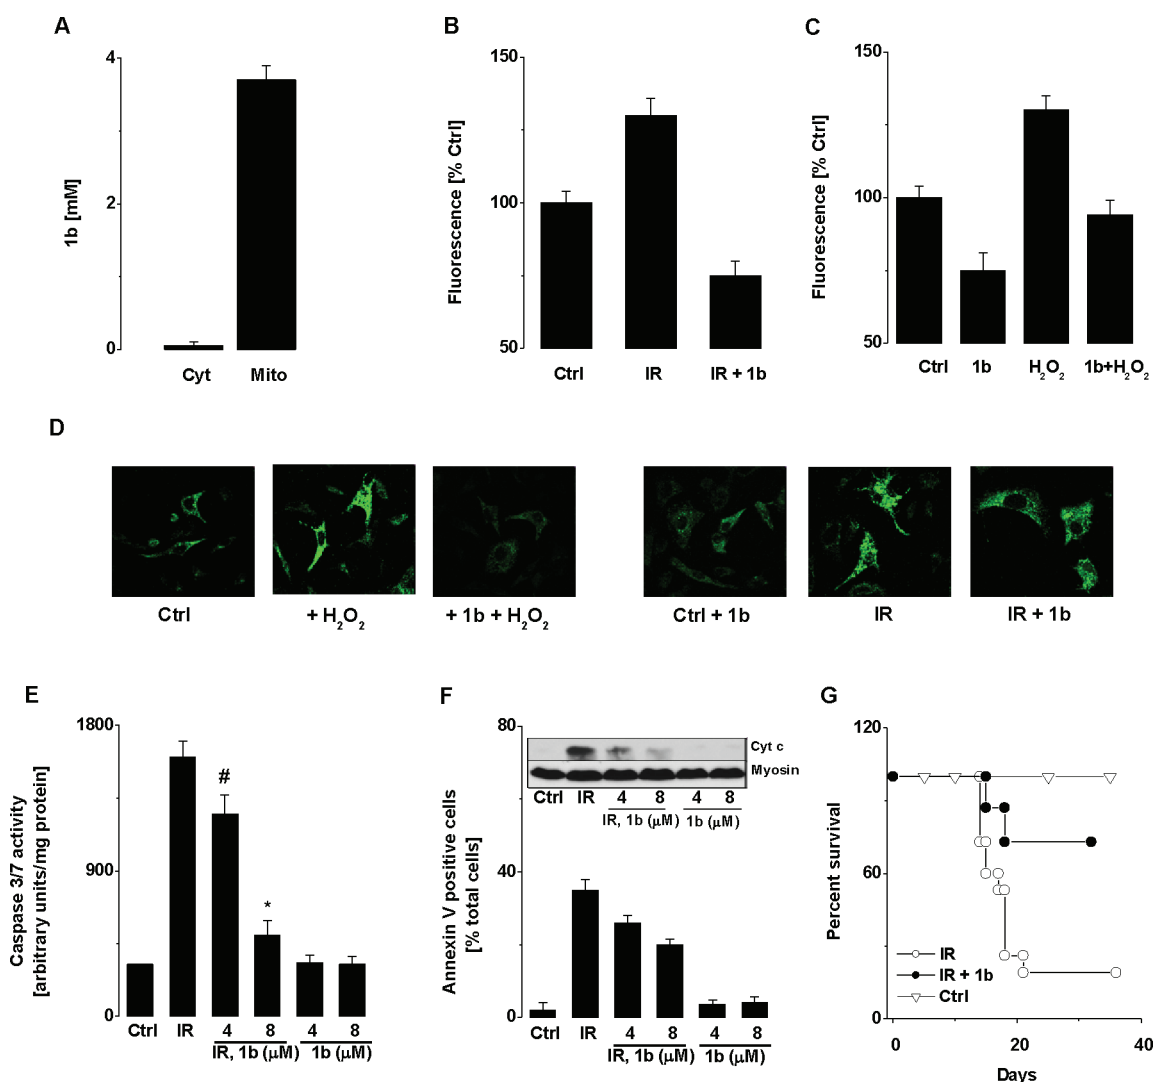 A
4
2
0
1b [mM]
Cyt Mito
B
150
100
50
Fluorescence [% Ctrl]
Ctrl IR IR + 1b
C
150
100
50
Fluorescence [% Ctrl]
Ctrl 1b H₂O₂ 1b+H₂O₂
D
Ctrl + H₂O₂ + 1b + H₂O₂ Ctrl + 1b IR IR + 1b
E
1800
900
0
Caspase 3/7 activity
[arbitrary units/mg protein]
#
*
Ctrl IR 4 8 4 8
IR, 1b (µM) 1b (µM)
F
80
40
0
Annexin V positive cells
[% total cells]
Cyt c
Myosin
Ctrl IR 4 8 4 8
IR, 1b (µM) 1b (µM)
Ctrl IR 4 8 4 8
IR, 1b (µM) 1b (µM)
G
120
60
0
Percent survival
IR
IR + 1b
Ctrl
0 20 40
Days